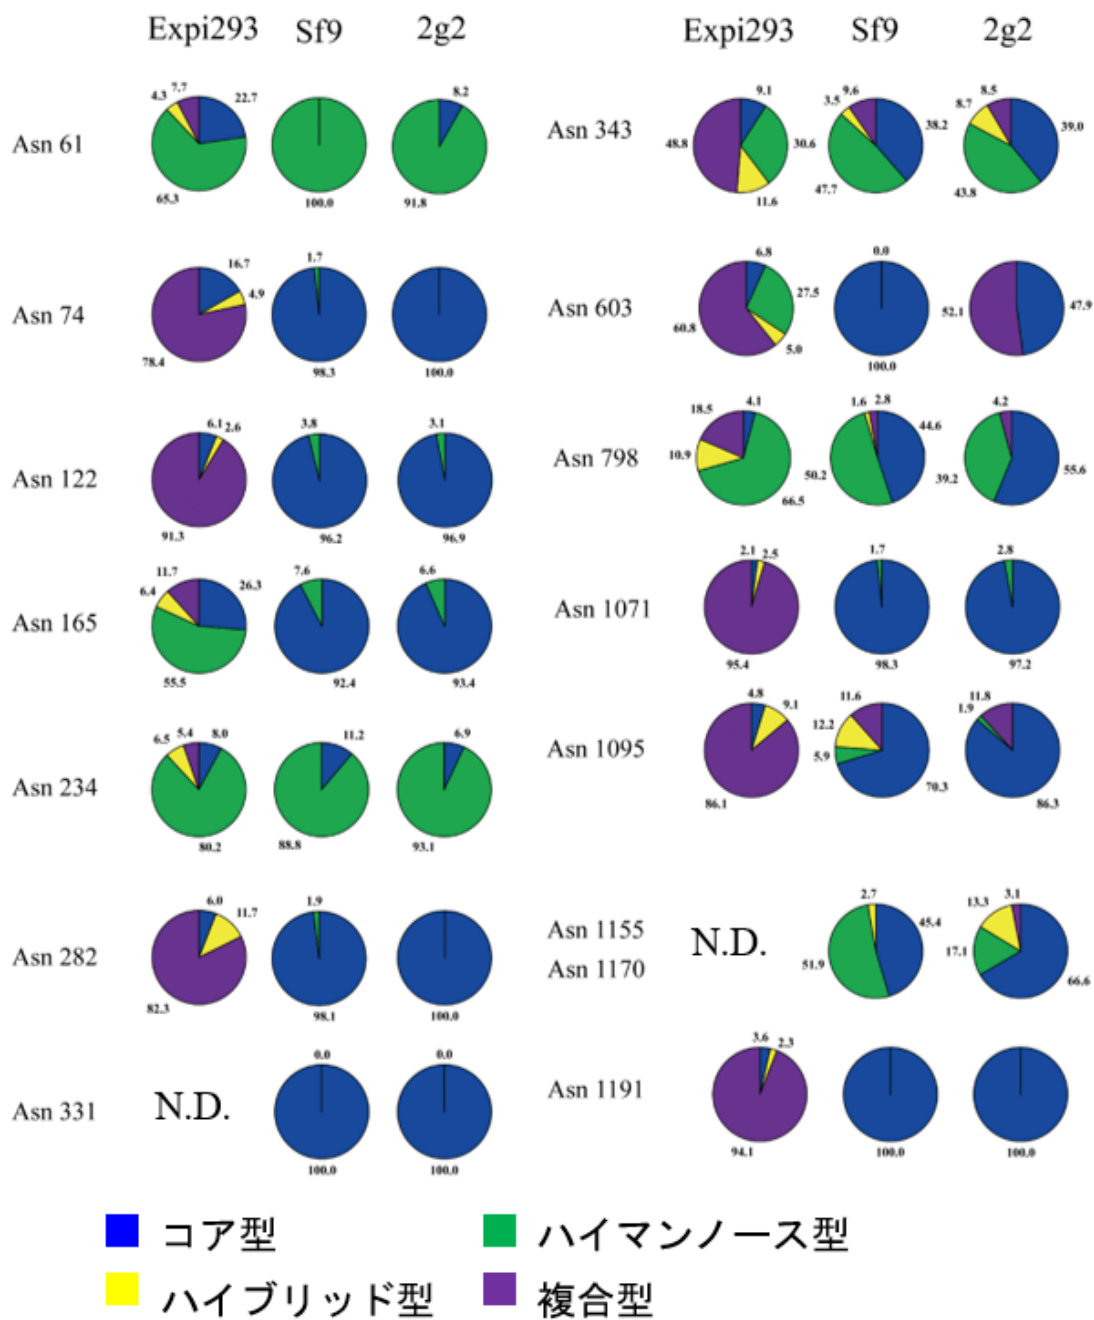 Expi293 Sf9 2g2
Asn 61
4.3 7.7 22.7 65.3
100.0
8.2 91.8
Asn 74
16.7 4.9 78.4
1.7 98.3
100.0
Asn 122
6.1 2.6 91.3
3.8 96.2
3.1 96.9
Asn 165
11.7 6.4 26.3 55.5
7.6 92.4
6.6 93.4
Asn 234
6.5 5.4 8.0 80.2
11.2 88.8
6.9 93.1
Asn 282
6.0 11.7 82.3
1.9 98.1
100.0
Asn 331
N.D.
0.0 100.0
0.0 100.0
Expi293 Sf9 2g2
Asn 343
9.1 48.8 30.6 11.6
9.6 3.5 38.2 47.7
8.5 8.7 39.0 43.8
Asn 603
6.8 27.5 60.8 5.0
0.0 100.0
52.1 47.9
Asn 798
4.1 18.5 10.9 66.5
1.6 2.8 44.6 50.2
4.2 39.2 55.6
Asn 1071
2.1 2.5 95.4
1.7 98.3
2.8 97.2
Asn 1095
4.8 9.1 86.1
11.6 12.2 5.9 70.3
11.8 1.9 86.3
Asn 1155
Asn 1170
N.D.
2.7 45.4 51.9
3.1 13.3 17.1 66.6
Asn 1191
3.6 2.3 94.1
100.0
100.0
コア型 ハイマンノース型
ハイブリッド型 複合型